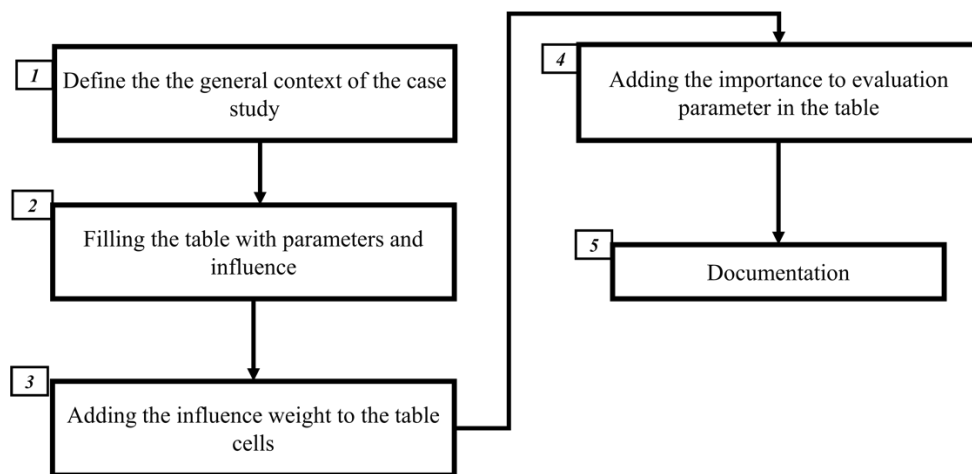 1
Define the the general context of the case
study
2
Filling the table with parameters and
influence
3
Adding the influence weight to the table
cells
4
Adding the importance to evaluation
parameter in the table
5
Documentation